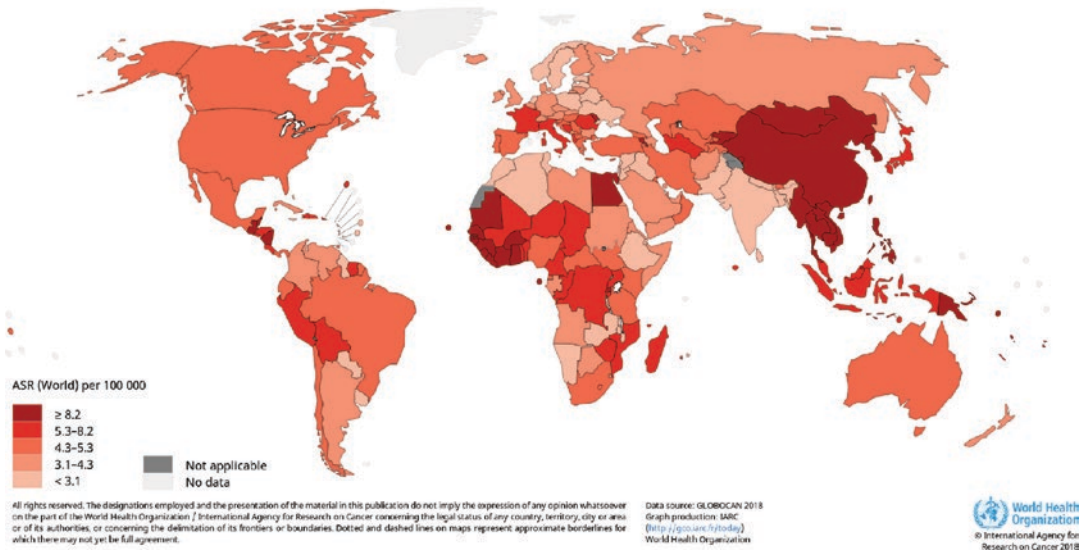 ASR (World) per 100 000
≥ 8.2
5.3–8.2
4.3–5.3
3.1–4.3
< 3.1
Not applicable
No data
All rights reserved. The designations employed and the presentation of the material in this publication do not imply the expression of any opinion whatsoever
on the part of the World Health Organization / International Agency for Research on Cancer concerning the legal status of any country, territory, city or area
or of its authorities, or concerning the delimitation of its frontiers or boundaries. Dotted and dashed lines on maps represent approximate borderlines for
which there may not yet be full agreement.
Data source: GLOBOCAN 2018
Graph production: IARC
(http://gco.iarc.fr/today)
World Health Organization
World Health
Organization
© International Agency for
Research on Cancer 2018